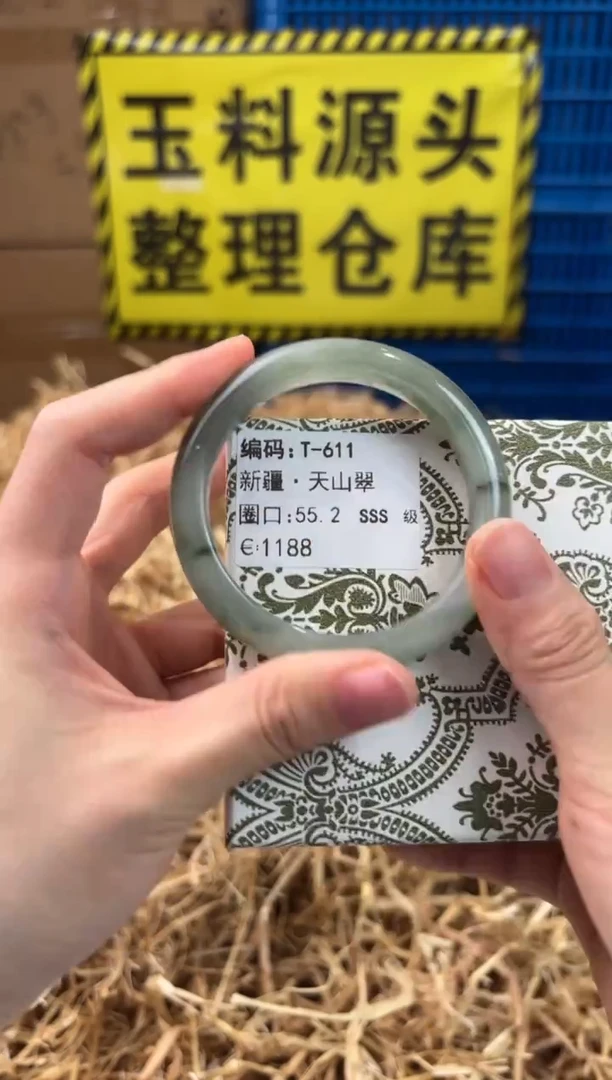 玉料源头
整理仓库
编码:T-611
新疆·天山翠
圈口:55.2 SSS 级
€:1188